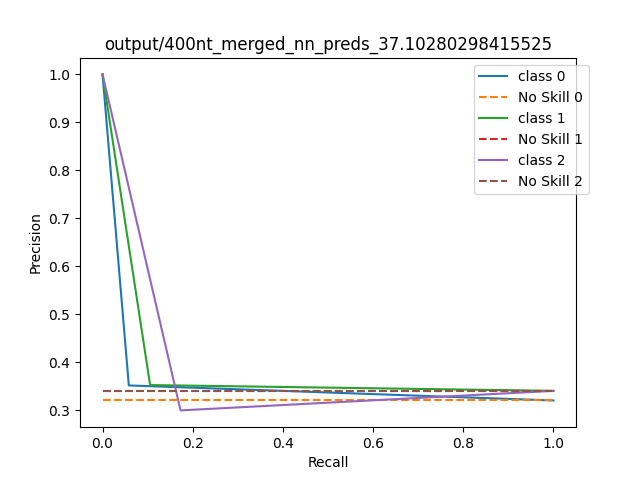 output/400nt_merged_nn_preds_37.10280298415525
1.0
0.9
0.8
0.7
0.6
0.5
0.4
0.3
Precision
class 0
No Skill 0
class 1
No Skill 1
class 2
No Skill 2
0.0 0.2 0.4 0.6 0.8 1.0
Recall